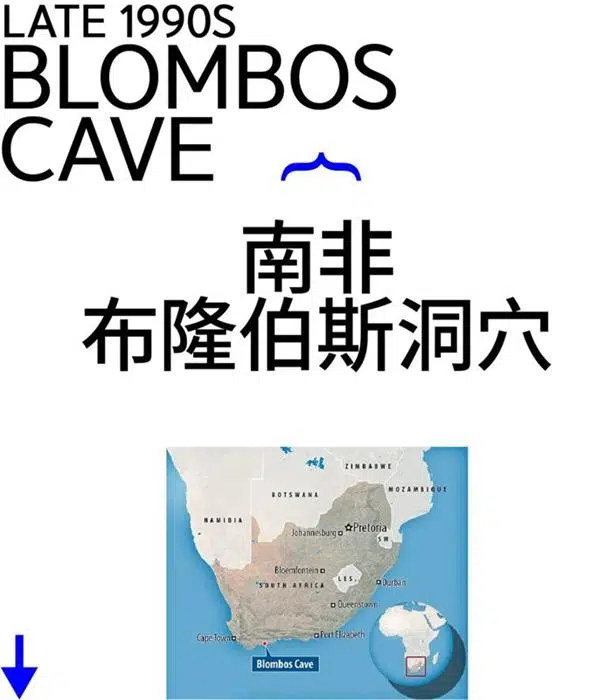 LATE 1990S
BLOMBOS
CAVE
南非
布隆伯斯洞穴
ZIMBABWE
BOTSWANA
MOZAMBIQUE
NAMIBIA
Johannesburg
Pretoria
SW.
Bloemfontein
LES.
Durban
SOUTH AFRICA
Queenstown
Cape Town
Port Elizabeth
Blombos Cave